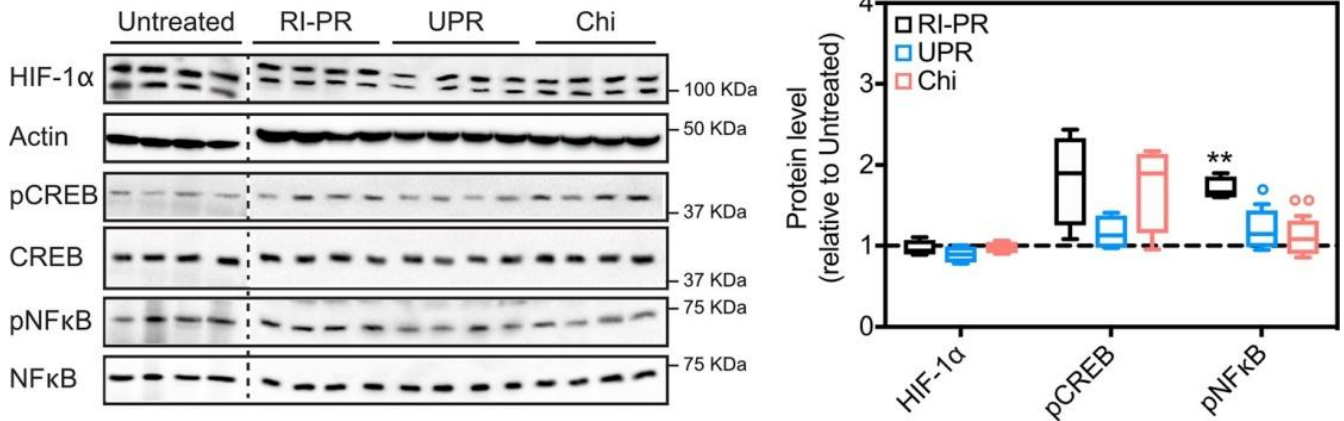 Untreated RI-PR UPR Chi
HIF-1α
100 KDa
Actin
50 KDa
pCREB
37 KDa
CREB
37 KDa
pNFκB
75 KDa
NFκB
75 KDa
Protein level
(relative to Untreated)
4
3
2
1
0
RI-PR
UPR
Chi
**
HIF-1α
pCREB
pNFκB